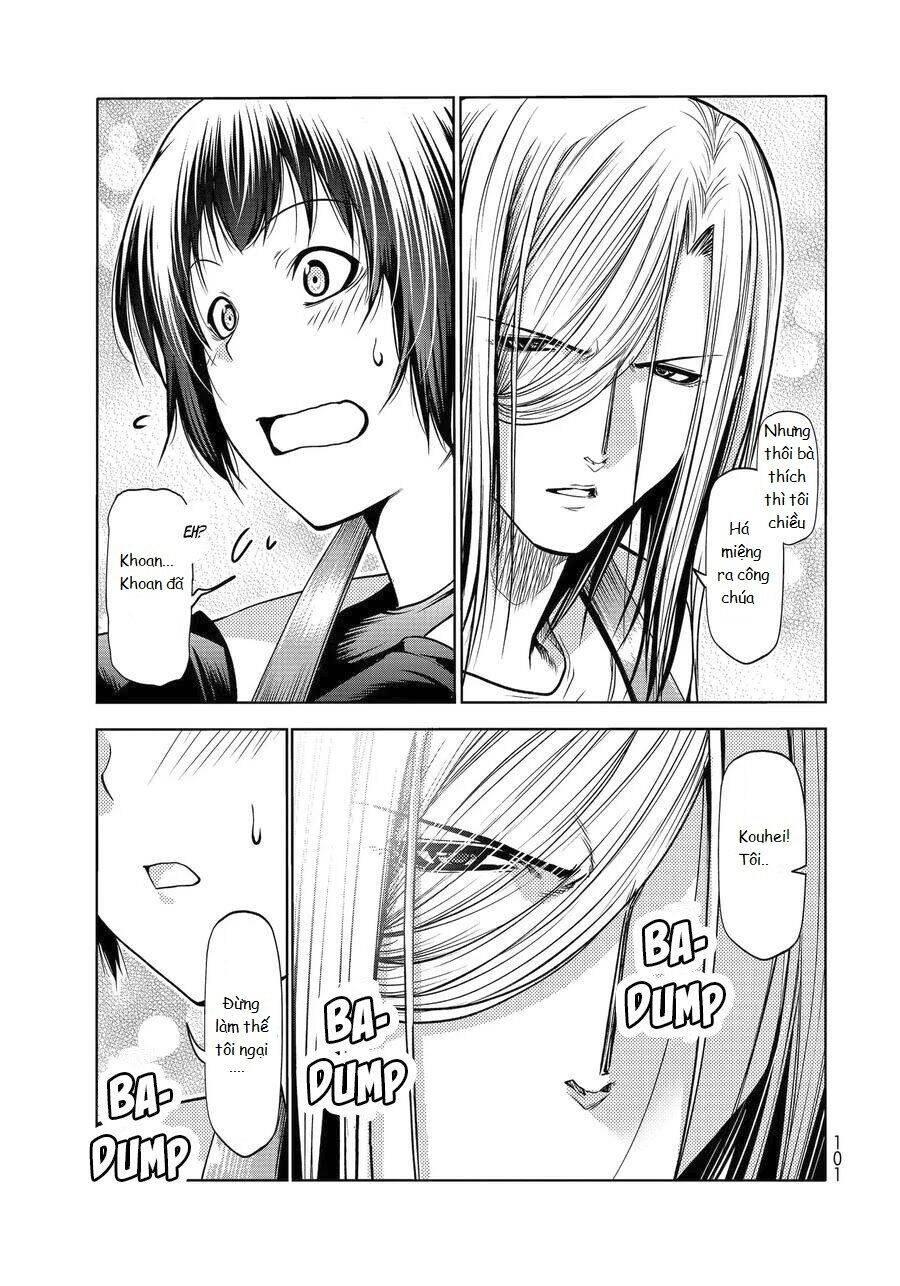 Nhưng
thôi bà
thích
thì tôi
chiều
Há
miệng
ra công
chúa
EH?
Khoan...
Khoan đã
Kouhei!
Tôi..
BA-
DUMP
BA-
DUMP
Đừng
làm thế
tôi ngại
....
BA-
DUMP
101